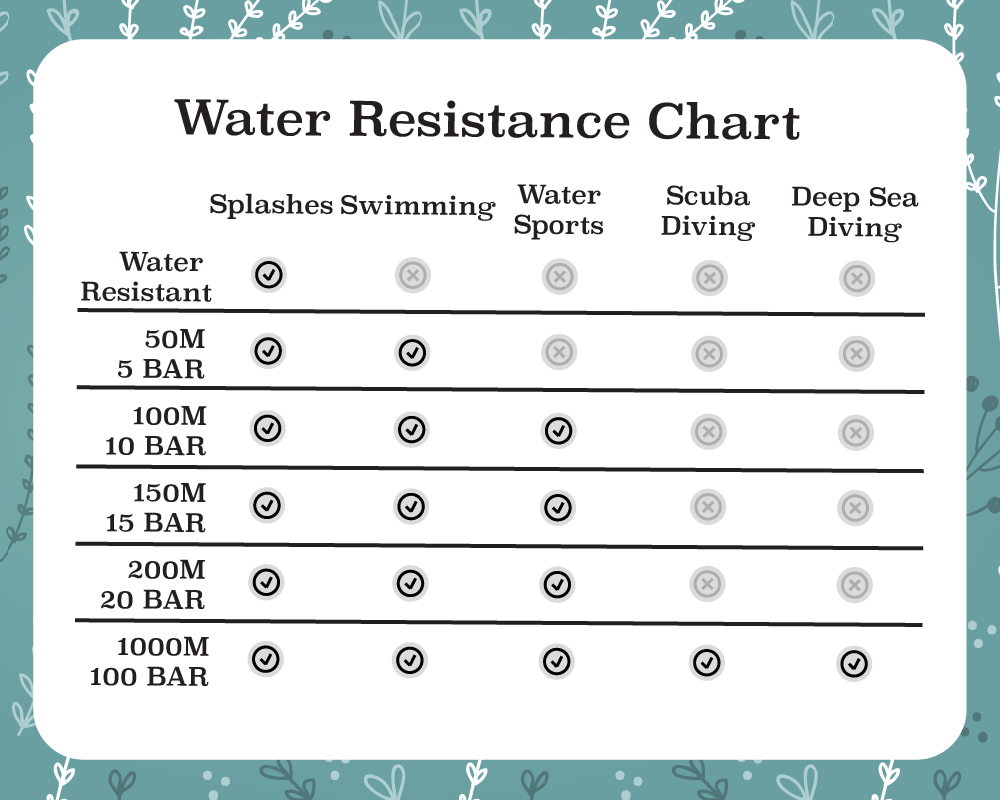 Water Resistance Chart
Splashes Swimming Water Sports Scuba Diving Deep Sea Diving
Water
Resistant
50M
5 BAR
100M
10 BAR
150M
15 BAR
200M
20 BAR
1000M
100 BAR